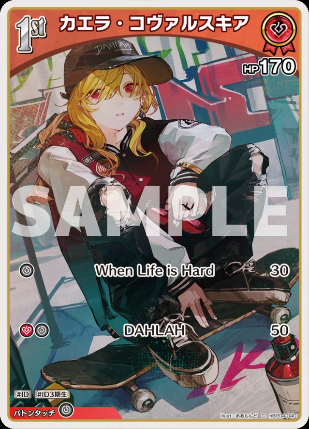 1st カエラ・コヴァルスキア
HP170
DAHLAH
SAMPLE
When Life is Hard 30
DAHLAH 50
#ID #ID3期生
バトンタッチ